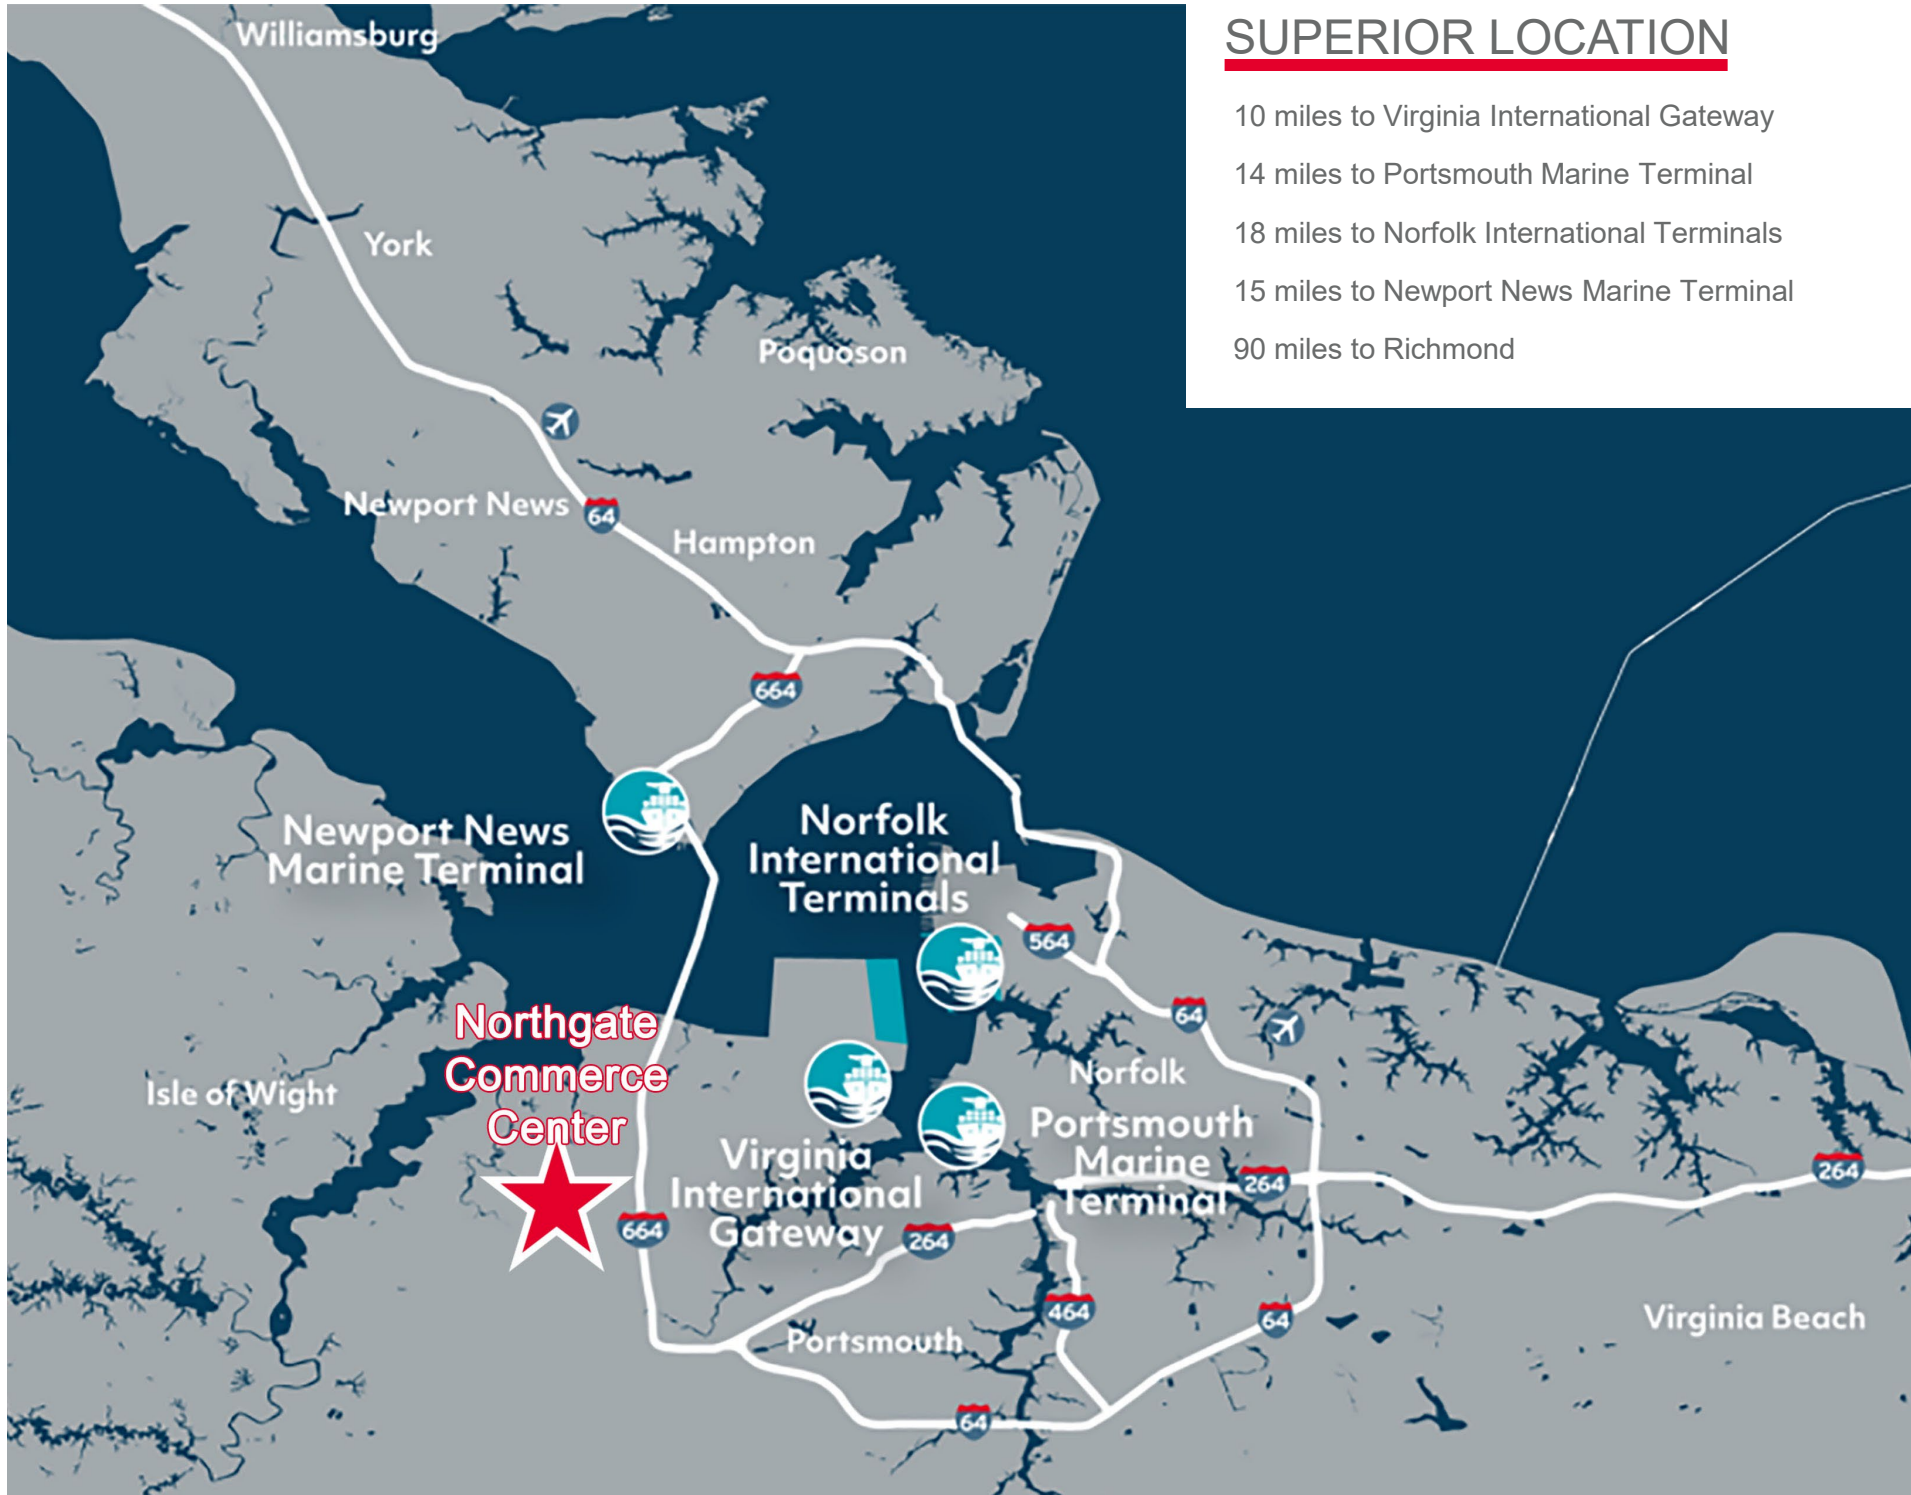 SUPERIOR LOCATION
10 miles to Virginia International Gateway
14 miles to Portsmouth Marine Terminal
18 miles to Norfolk International Terminals
15 miles to Newport News Marine Terminal
90 miles to Richmond
Williamsburg
York
Poquoson
Newport News
64
Hampton
664
Newport News
Marine Terminal
Norfolk
International
Terminals
564
64
Northgate
Commerce
Center
Isle of Wight
Norfolk
Portsmouth
Marine
Terminal
264
264
Virginia
International
Gateway
664
264
464
64
Virginia Beach
Portsmouth
64